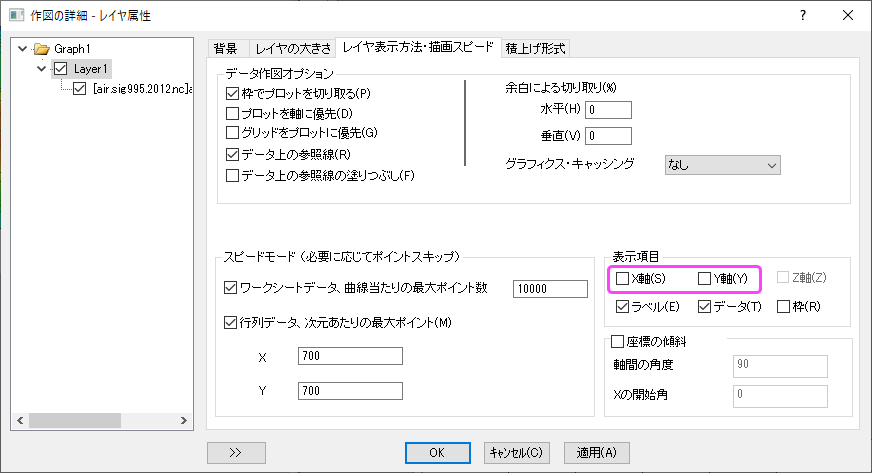 作図の詳細 - レイヤ属性
?
Graph1
Layer1
[air.sig995.2012.nc]a
背景
レイヤの大きさ
レイヤ表示方法・描画スピード
積上げ形式
データ作図オプション
枠でプロットを切り取る(P)
プロットを軸に優先(D)
グリッドをプロットに優先(G)
データ上の参照線(R)
データ上の参照線の塗りつぶし(F)
余白による切り取り(%)
水平(H) 0
垂直(V) 0
グラフィクス・キャッシング なし
スピードモード (必要に応じてポイントスキップ)
ワークシートデータ、曲線当たりの最大ポイント数 10000
行列データ、次元あたりの最大ポイント(M)
X 700
Y 700
表示項目
X軸(S) Y軸(Y) Z軸(Z)
ラベル(E) データ(T) 枠(R)
座標の傾斜
軸間の角度 90
Xの開始角 0
>> OK キャンセル(C) 適用(A)